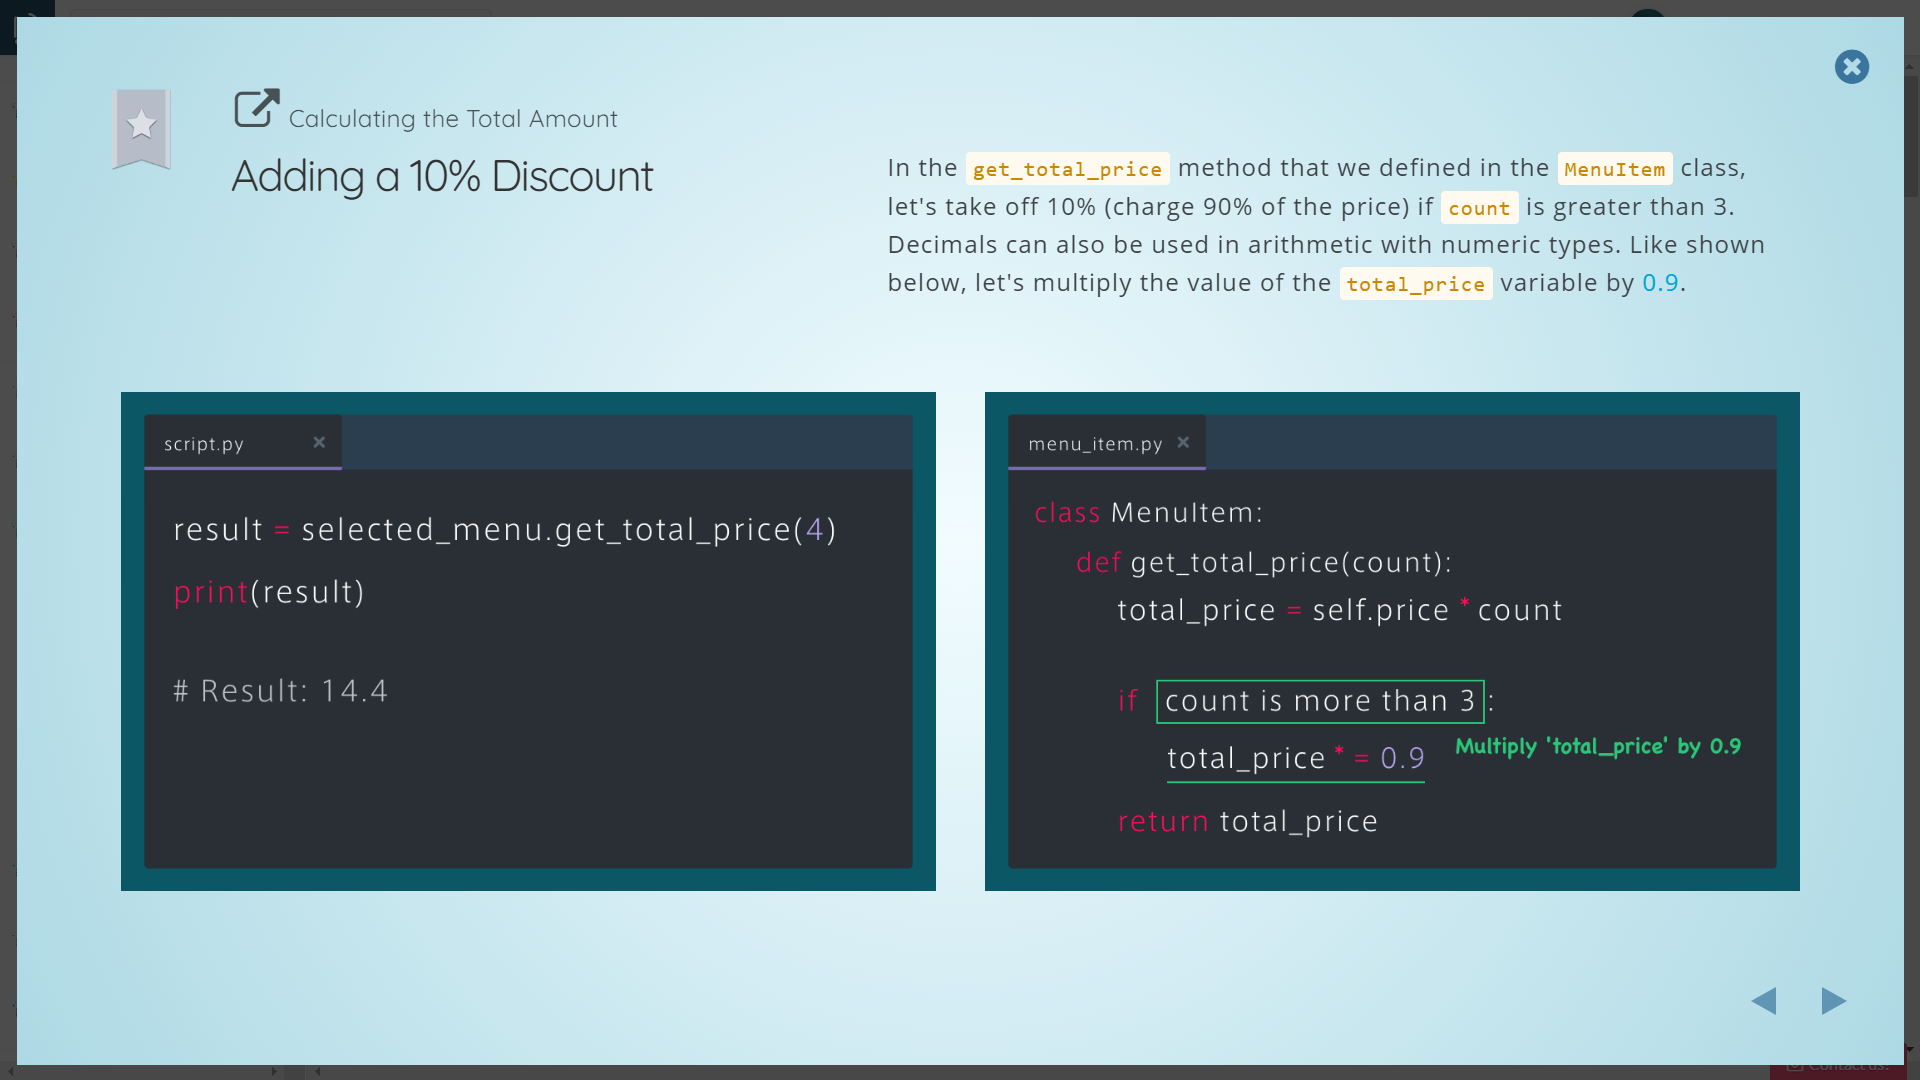 Calculating the Total Amount
Adding a 10% Discount
In the get_total_price method that we defined in the MenuItem class,
let's take off 10% (charge 90% of the price) if count is greater than 3.
Decimals can also be used in arithmetic with numeric types. Like shown
below, let's multiply the value of the total_price variable by 0.9.
script.py
result = selected_menu.get_total_price(4)
print(result)
# Result: 14.4
menu_item.py
class MenuItem:
def get_total_price(count):
total_price = self.price * count
if count is more than 3:
total_price *= 0.9
Multiply 'total_price' by 0.9
return total_price
Contact us!